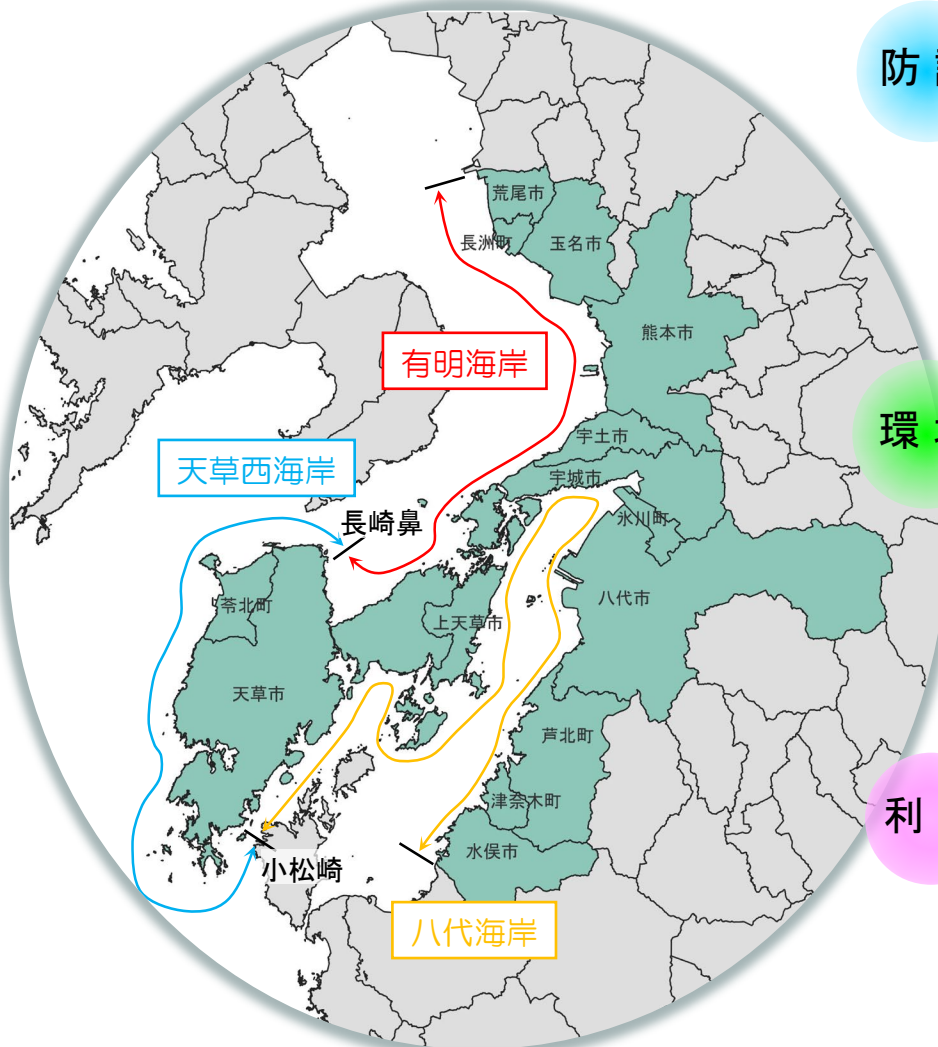 防
荒尾市
長洲町
玉名市
熊本市
有明海岸
環
宇土市
天草西海岸
宇城市
長崎鼻
氷川町
八代市
苓北町
上天草市
天草市
芦北町
津奈木町
利
水俣市
小松崎
八代海岸